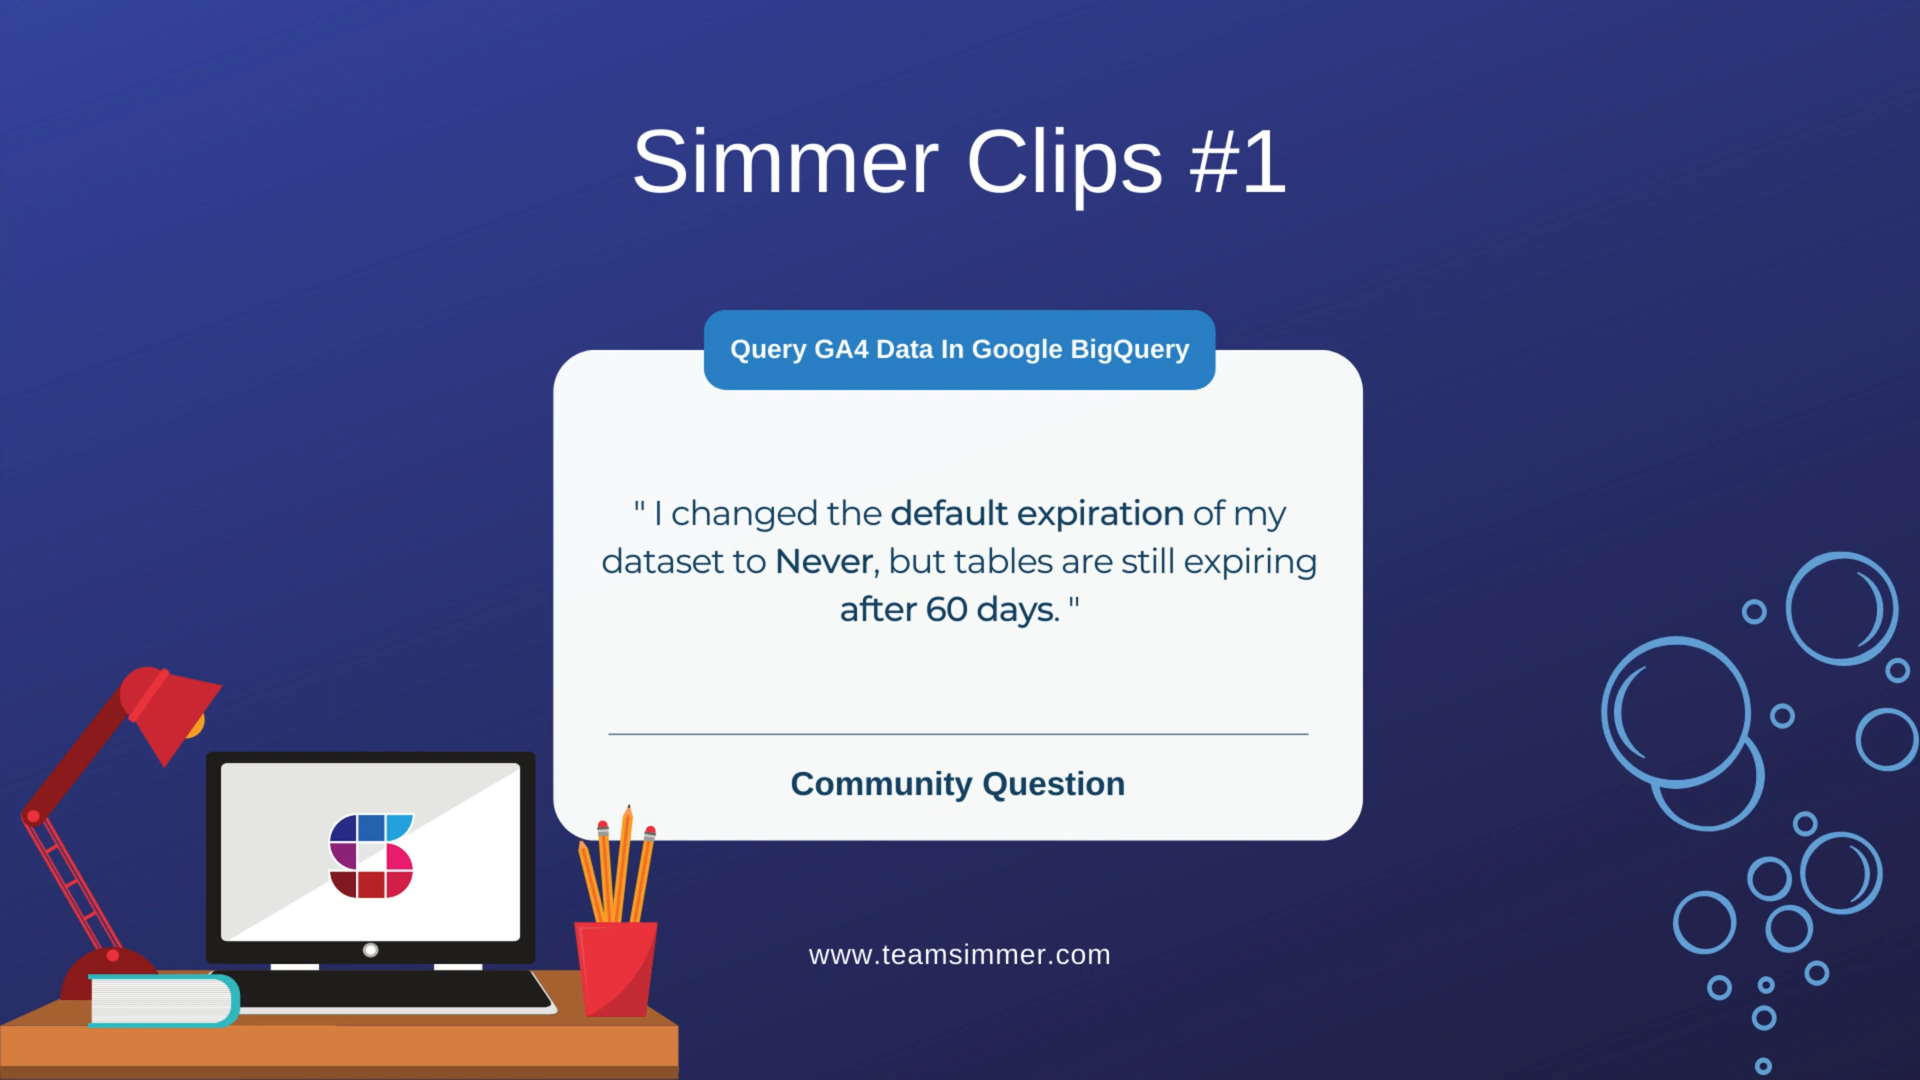 Simmer Clips #1
Query GA4 Data In Google BigQuery
" I changed the default expiration of my
dataset to Never, but tables are still expiring
after 60 days. "
Community Question
www.teamsimmer.com